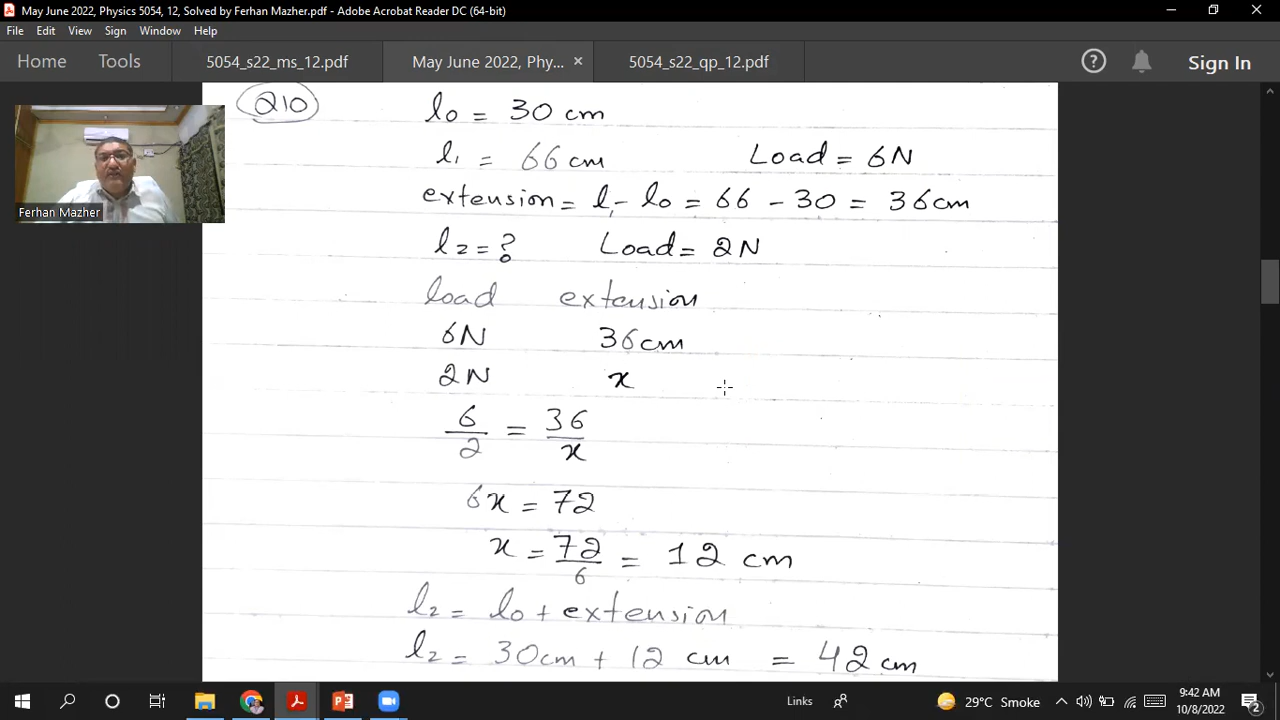 May June 2022, Physics 5054, 12, Solved by Ferhan Mazher.pdf - Adobe Acrobat Reader DC (64-bit)
File Edit View Sign Window Help
Home Tools 5054_s22_ms_12.pdf May June 2022, Phy... × 5054_s22_qp_12.pdf Sign In
210
l0 = 30 cm
l1 = 66 cm Load = 6N
extension = l1 - l0 = 66 - 30 = 36cm
l2 = ? Load = 2N
load extension
6N 36cm
2N x
6/2 = 36/x
6x = 72
x = 72/6 = 12 cm
l2 = l0 + extension
l2 = 30cm + 12 cm = 42 cm
Ferhan Mazher
Links 29°C Smoke 9:42 AM
10/8/2022
2